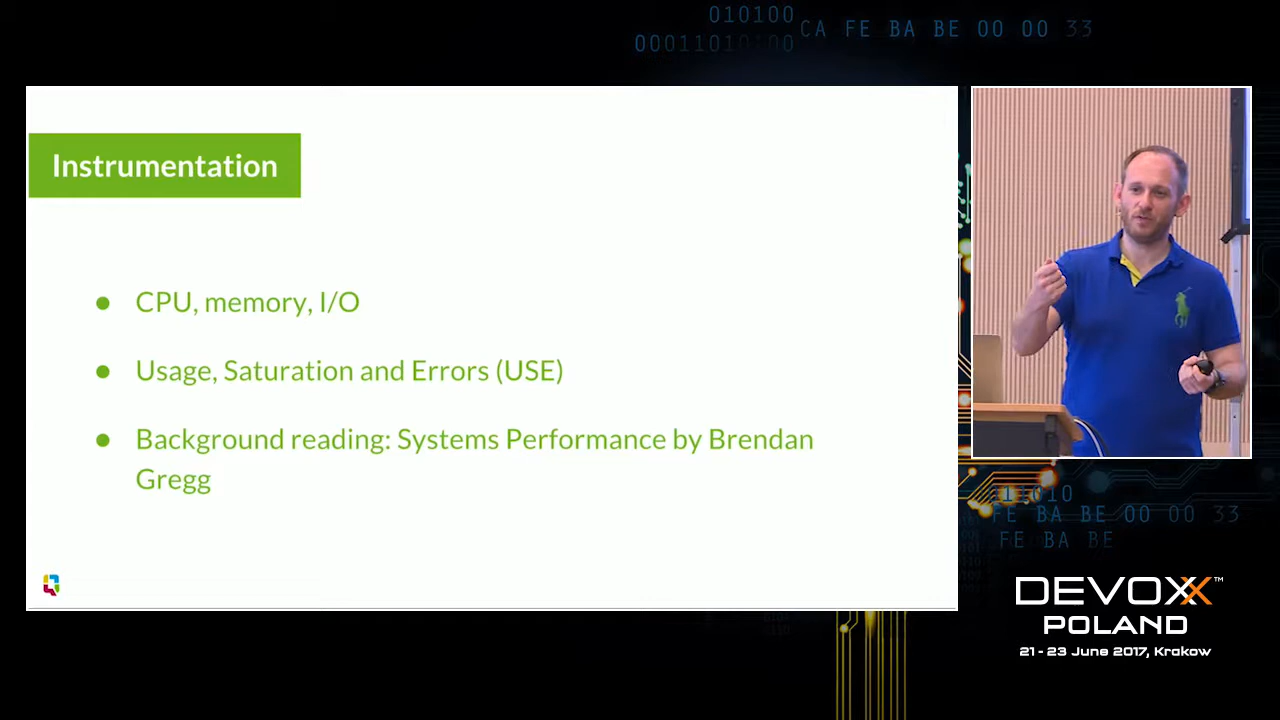 010100
CA FE BA BE 00 00 33
00011010100
Instrumentation
● CPU, memory, I/O
● Usage, Saturation and Errors (USE)
● Background reading: Systems Performance by Brendan
Gregg
FE BA BE 00 00 33
FE BA BE
DEVOXX™
POLAND
21 - 23 June 2017, Krakow